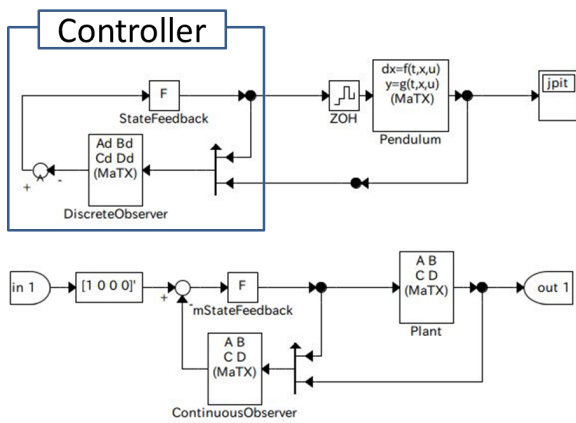 Controller
F
StateFeedback
ZOH
dx=f(t,x,u)
y=g(t,x,u)
(MaTX)
Pendulum
jpit
Ad Bd
Cd Dd
(MaTX)
+
-
DiscreteObserver
in 1
[1 0 0 0]'
+
-
F
mStateFeedback
A B
C D
(MaTX)
Plant
out 1
A B
C D
(MaTX)
ContinuousObserver